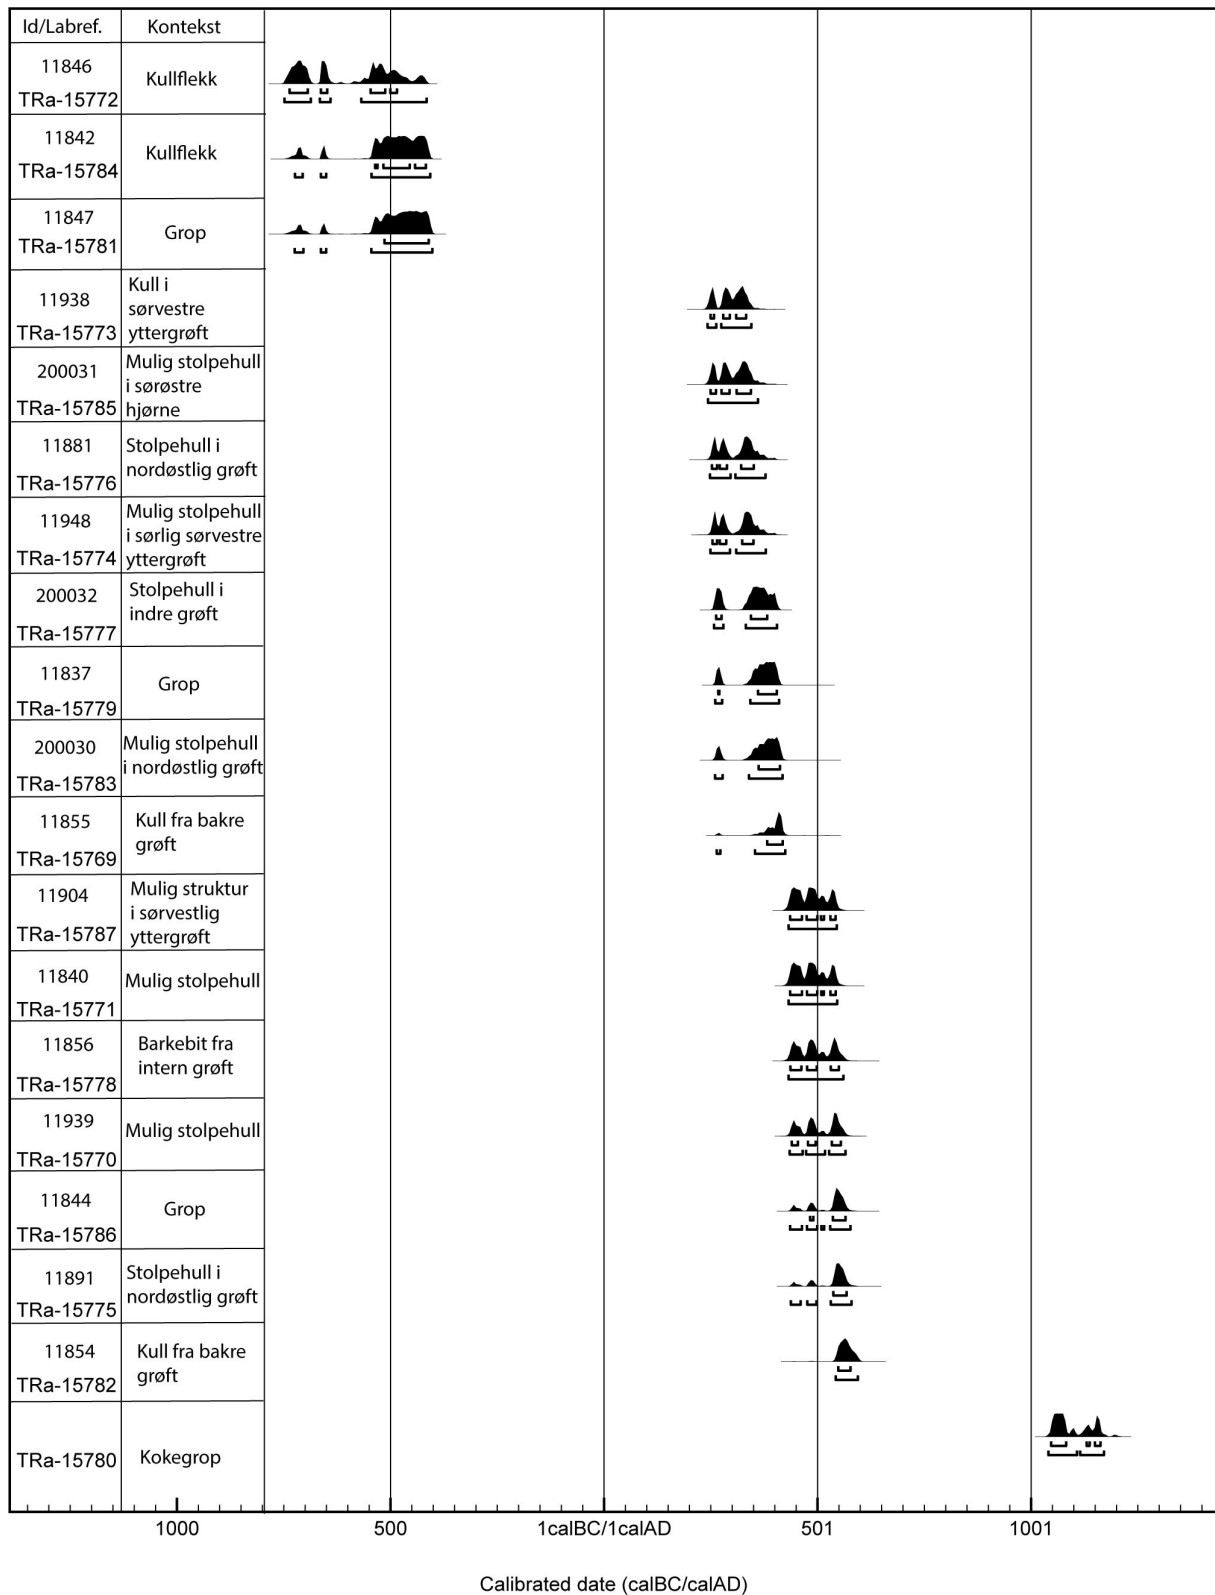 Id/Labref. Kontekst
11846
TRa-15772
Kullflekk
11842
TRa-15784
Kullflekk
11847
TRa-15781
Grop
11938
TRa-15773
Kull i
sørvestre
yttergrøft
200031
TRa-15785
Mulig stolpehull
i sørøstre
hjørne
11881
TRa-15776
Stolpehull i
nordøstlig grøft
11948
TRa-15774
Mulig stolpehull
i sørlig sørvestre
yttergrøft
200032
TRa-15777
Stolpehull i
indre grøft
11837
TRa-15779
Grop
200030
TRa-15783
Mulig stolpehull
i nordøstlig grøft
11855
TRa-15769
Kull fra bakre
grøft
11904
TRa-15787
Mulig struktur
i sørvestlig
yttergrøft
11840
TRa-15771
Mulig stolpehull
11856
TRa-15778
Barkebit fra
intern grøft
11939
TRa-15770
Mulig stolpehull
11844
TRa-15786
Grop
11891
TRa-15775
Stolpehull i
nordøstlig grøft
11854
TRa-15782
Kull fra bakre
grøft
TRa-15780 Kokegrop
1000 500 1calBC/1calAD 501 1001
Calibrated date (calBC/calAD)